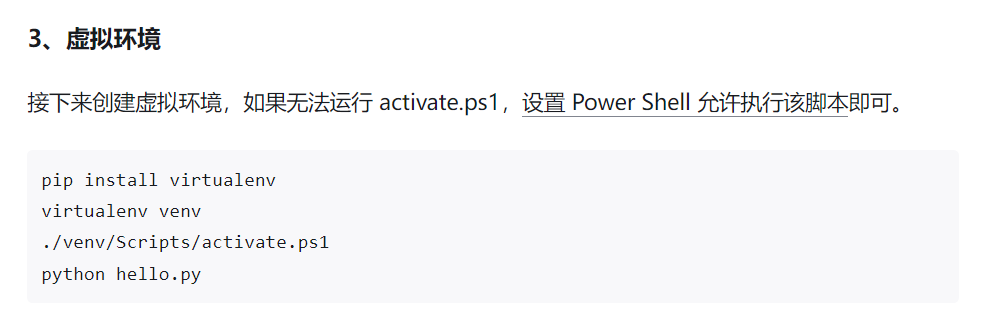 3、虚拟环境
接下来创建虚拟环境，如果无法运行 activate.ps1，设置 Power Shell 允许执行该脚本即可。
pip install virtualenv
virtualenv venv
./venv/Scripts/activate.ps1
python hello.py